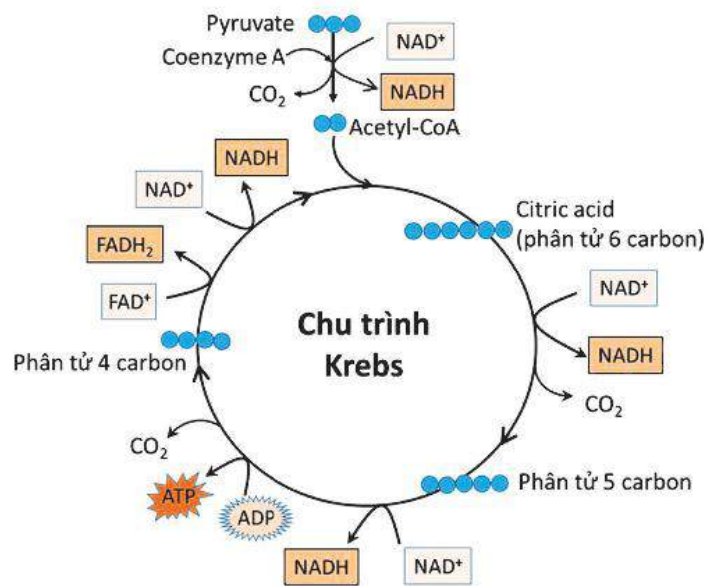 Pyruvate
NAD⁺
Coenzyme A
CO₂
NADH
Acetyl-CoA
NADH
NAD⁺
Citric acid
(phân tử 6 carbon)
FADH₂
NAD⁺
FAD⁺
Chu trình
Krebs
NADH
Phân tử 4 carbon
CO₂
CO₂
Phân tử 5 carbon
ATP
ADP
NADH
NAD⁺